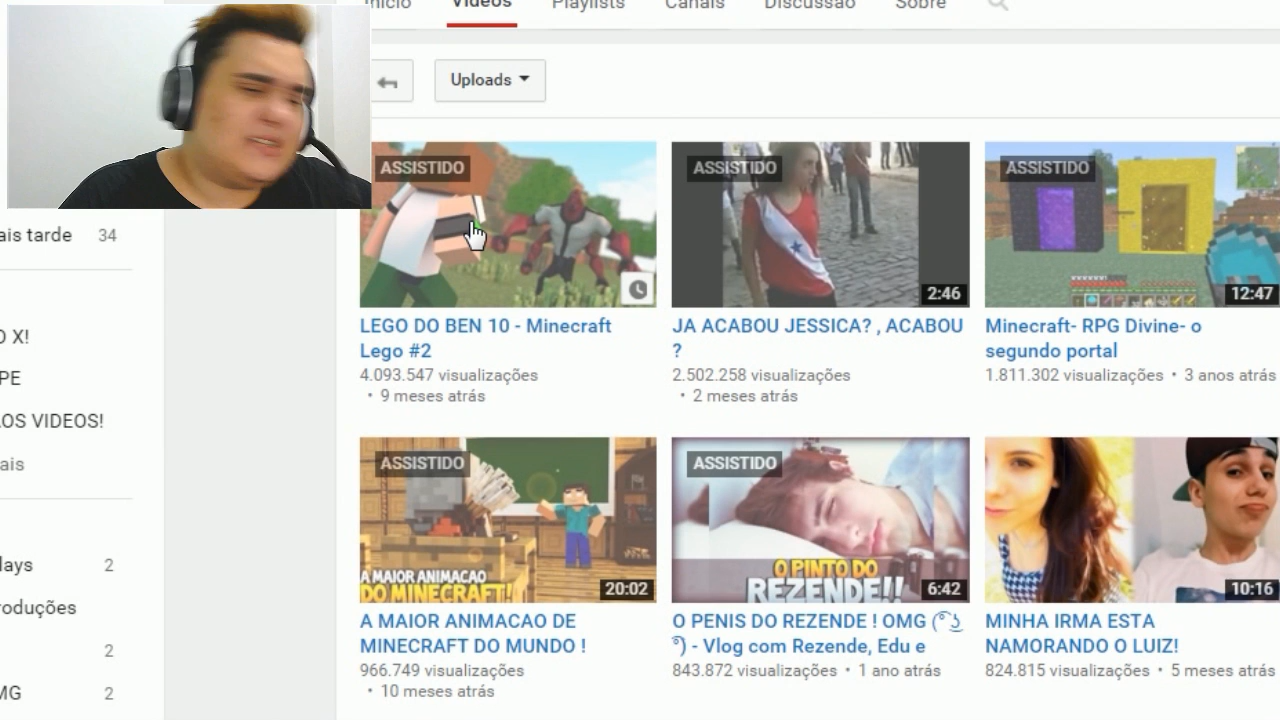 Início Vídeos Playlists Canais Discussão Sobre
Uploads
ais tarde 34
O X!
PE
OS VIDEOS!
ais
lays 2
roduções
2
MG 2
ASSISTIDO
LEGO DO BEN 10 - Minecraft
Lego #2
4.093.547 visualizações
• 9 meses atrás
ASSISTIDO
2:46
JA ACABOU JESSICA? , ACABOU
?
2.502.258 visualizações
• 2 meses atrás
ASSISTIDO
12:47
Minecraft- RPG Divine- o
segundo portal
1.811.302 visualizações • 3 anos atrás
ASSISTIDO
A MAIOR ANIMACAO
DO MINECRAFT!
20:02
A MAIOR ANIMACAO DE
MINECRAFT DO MUNDO !
966.749 visualizações
• 10 meses atrás
ASSISTIDO
O PINTO DO
REZENDE!!
6:42
O PENIS DO REZENDE ! OMG ( ͡° ͜ʖ
͡°) - Vlog com Rezende, Edu e
843.872 visualizações • 1 ano atrás
10:16
MINHA IRMA ESTA
NAMORANDO O LUIZ!
824.815 visualizações • 5 meses atrás